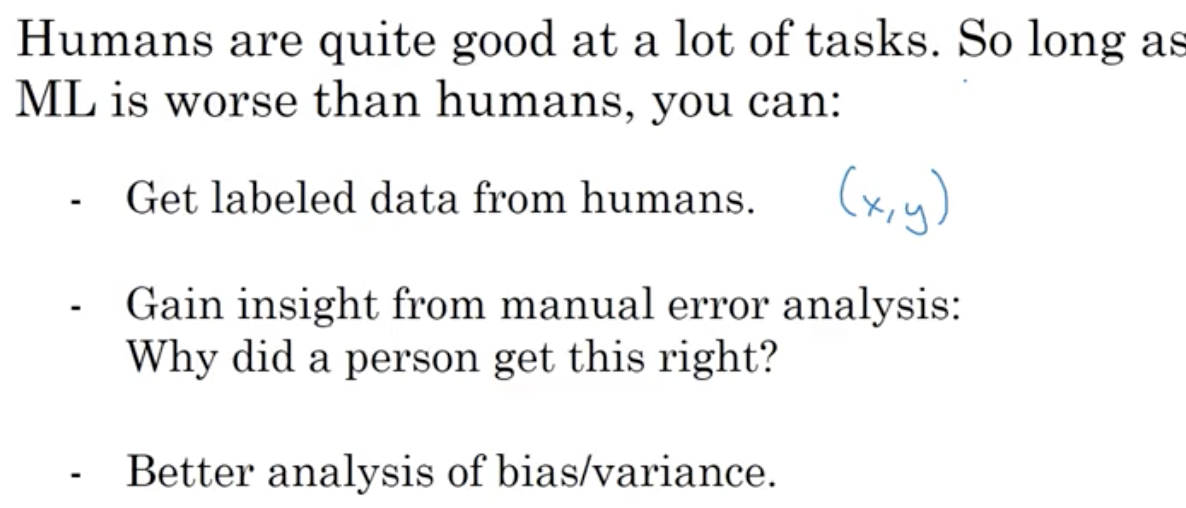 Humans are quite good at a lot of tasks. So long as
ML is worse than humans, you can:
- Get labeled data from humans. (x,y)
- Gain insight from manual error analysis:
Why did a person get this right?
- Better analysis of bias/variance.